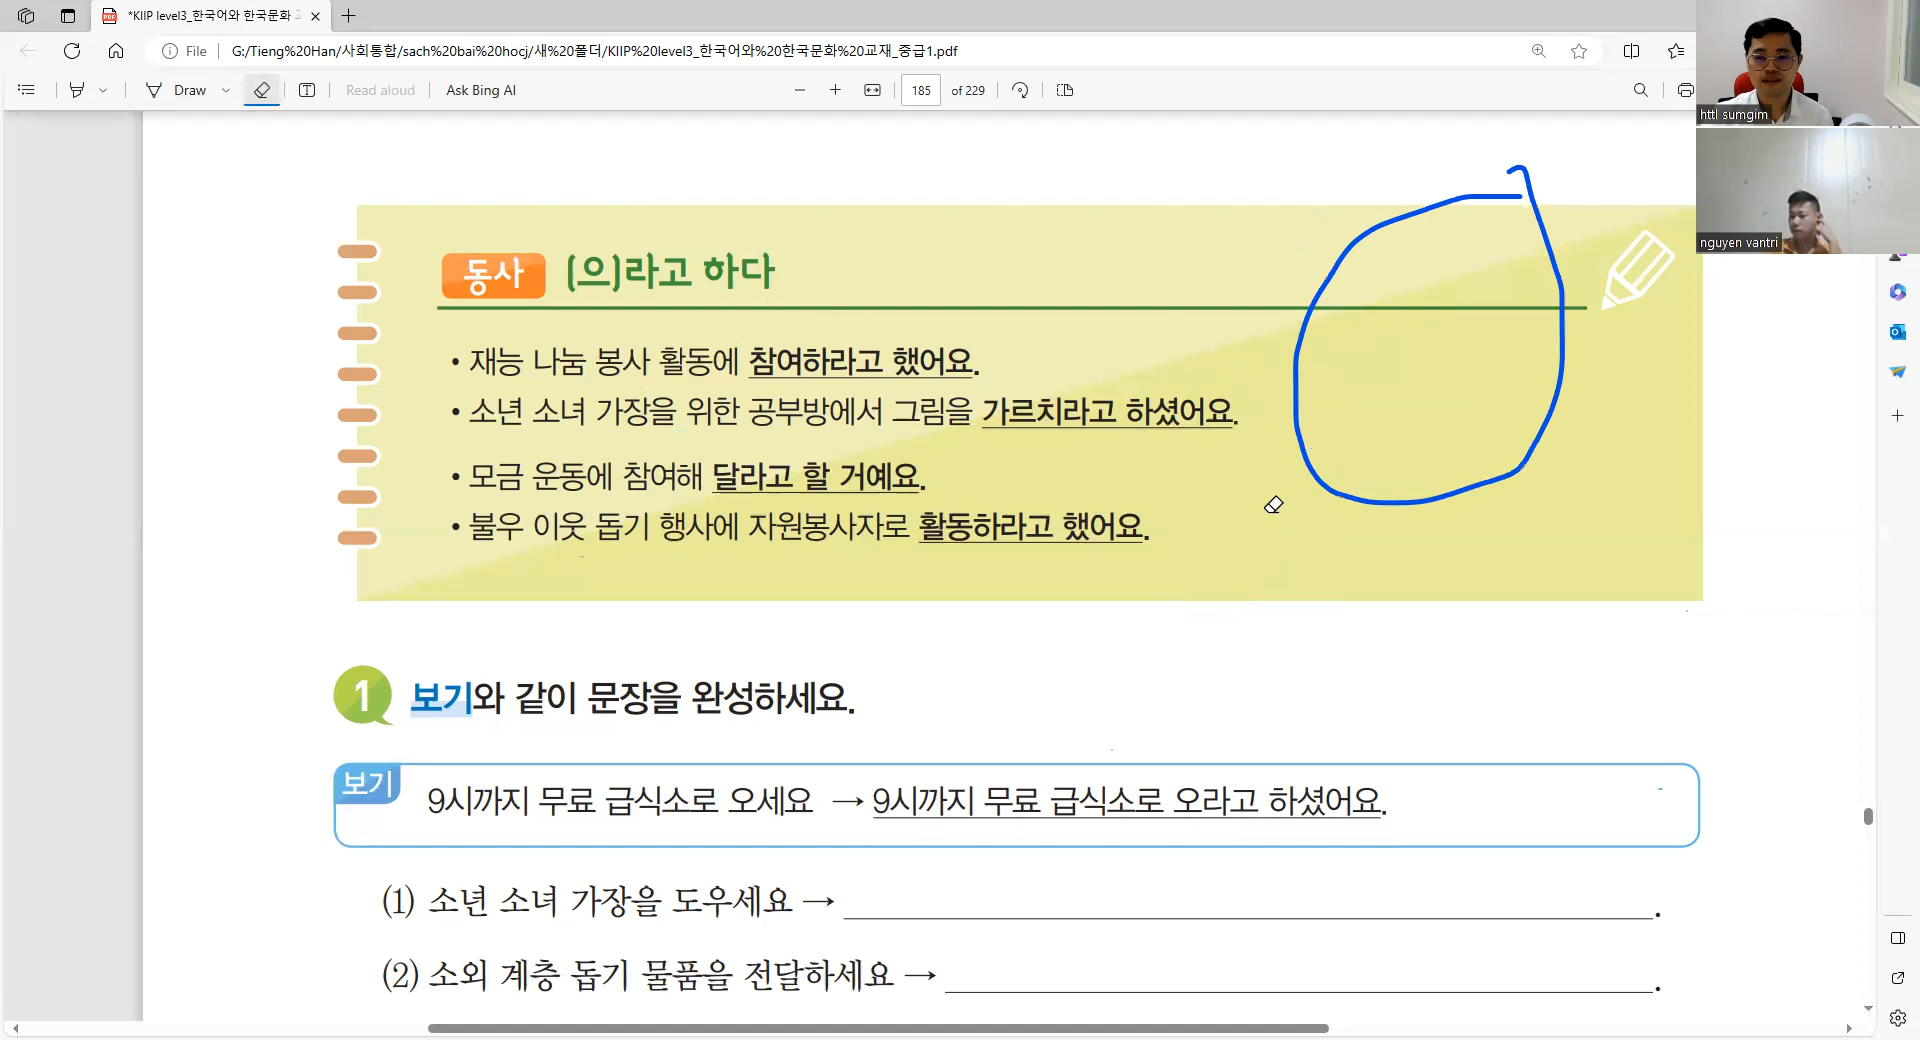 *KIIP level3_한국어와 한국문화 교
File
G:/Tieng%20Han/사회통합/sach%20bai%20hocj/새%20폴더/KIIP%20level3_한국어와%20한국문화%20교재_중급1.pdf
Draw
Read aloud
Ask Bing AI
185
of 229
httl sumgim
nguyen vantri
동사 (으)라고 하다
• 재능 나눔 봉사 활동에 참여하라고 했어요.
• 소년 소녀 가장을 위한 공부방에서 그림을 가르치라고 하셨어요.
• 모금 운동에 참여해 달라고 할 거예요.
• 불우 이웃 돕기 행사에 자원봉사자로 활동하라고 했어요.
1 보기와 같이 문장을 완성하세요.
보기
9시까지 무료 급식소로 오세요 → 9시까지 무료 급식소로 오라고 하셨어요.
(1) 소년 소녀 가장을 도우세요 → .
(2) 소외 계층 돕기 물품을 전달하세요 → .